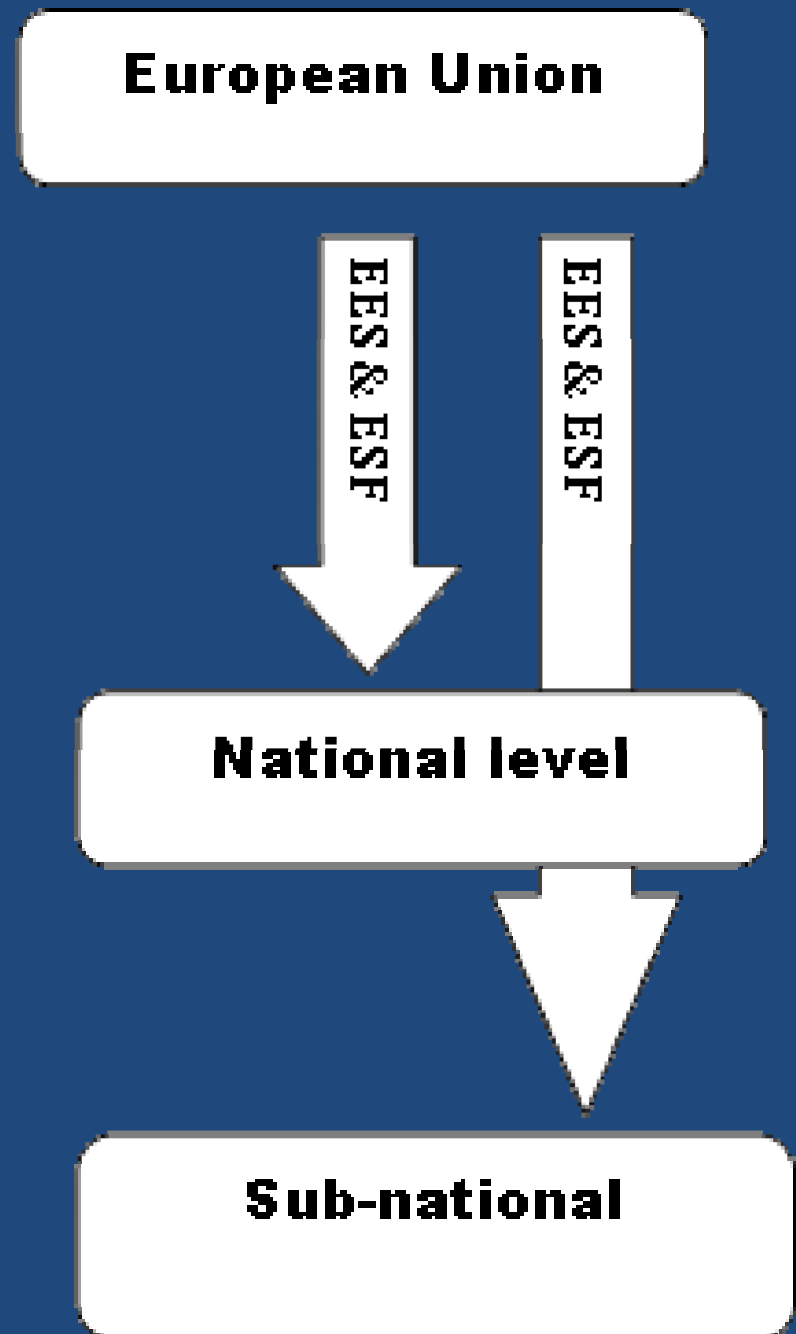 European Union
EES & ESF
EES & ESF
National level
Sub-national